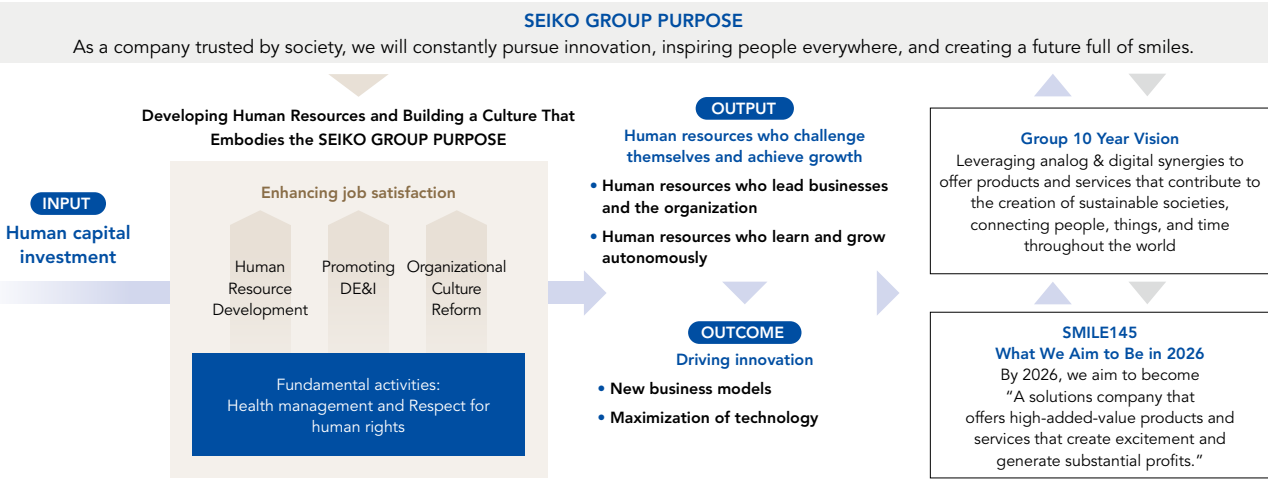 SEIKO GROUP PURPOSE
As a company trusted by society, we will constantly pursue innovation, inspiring people everywhere, and creating a future full of smiles.
Developing Human Resources and Building a Culture That
Embodies the SEIKO GROUP PURPOSE
INPUT
Human capital
investment
Enhancing job satisfaction
Human
Resource
Development
Promoting
DE&I
Organizational
Culture
Reform
Fundamental activities:
Health management and Respect for
human rights
OUTPUT
Human resources who challenge
themselves and achieve growth
• Human resources who lead businesses
and the organization
• Human resources who learn and grow
autonomously
OUTCOME
Driving innovation
• New business models
• Maximization of technology
Group 10 Year Vision
Leveraging analog & digital synergies to
offer products and services that contribute to
the creation of sustainable societies,
connecting people, things, and time
throughout the world
SMILE145
What We Aim to Be in 2026
By 2026, we aim to become
“A solutions company that
offers high-added-value products and
services that create excitement and
generate substantial profits.”